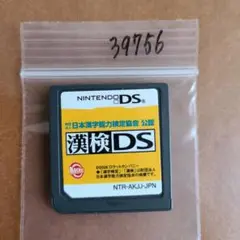 39756
NINTENDO DS
財団法人 日本漢字能力検定協会 公認
漢検DS
NTR-AKJJ-JPN